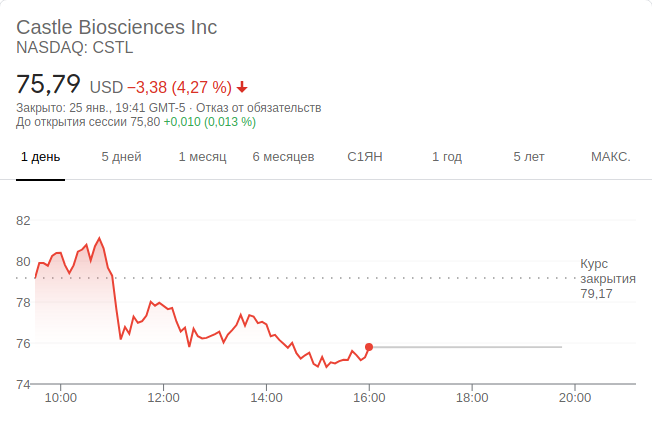 Castle Biosciences Inc
NASDAQ: CSTL
75,79 USD −3,38 (4,27 %)
Закрыто: 25 янв., 19:41 GMT-5 · Отказ от обязательств
До открытия сессии 75,80 +0,010 (0,013 %)
1 день 5 дней 1 месяц 6 месяцев С1ЯН 1 год 5 лет МАКС.
82
80
78
76
74
Курс
закрытия
79,17
10:00 12:00 14:00 16:00 18:00 20:00